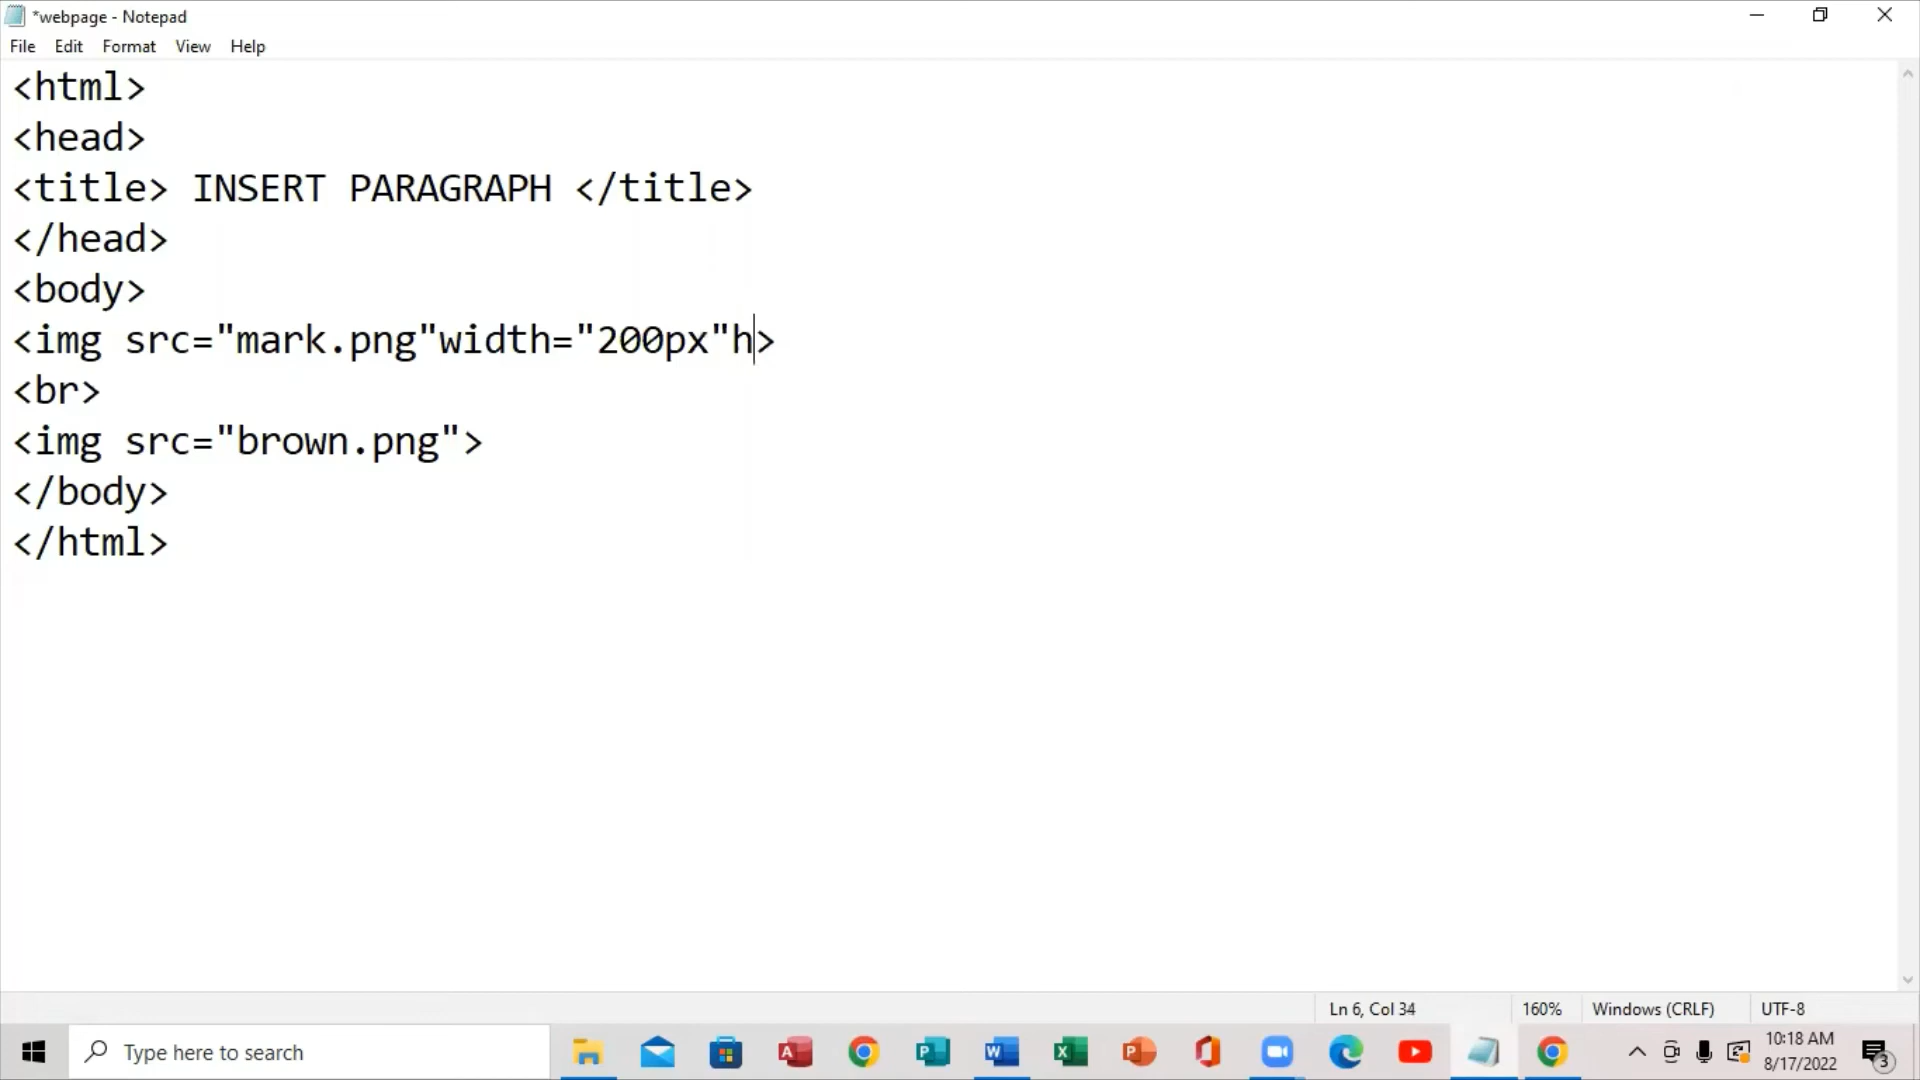 *webpage - Notepad
File Edit Format View Help
<html>
<head>
<title> INSERT PARAGRAPH </title>
</head>
<body>
<img src="mark.png"width="200px"h>
<br>
<img src="brown.png">
</body>
</html>
Ln 6, Col 34 160% Windows (CRLF) UTF-8
Type here to search
10:18 AM
8/17/2022
3